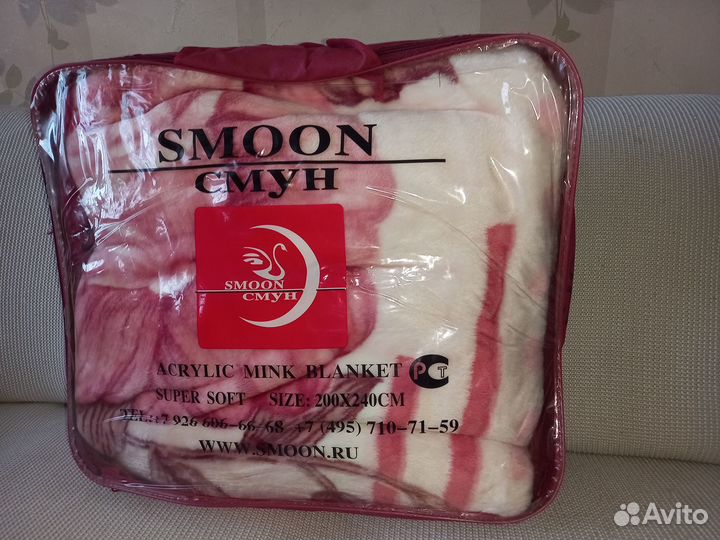 SMOON
СМУН
SMOON
СМУН
ACRYLIC MINK BLANKET РСТ
SUPER SOFT SIZE: 200X240CM
TEL.:+7 926 606-66-68 +7 (495) 710-71-59
WWW.SMOON.RU
Avito